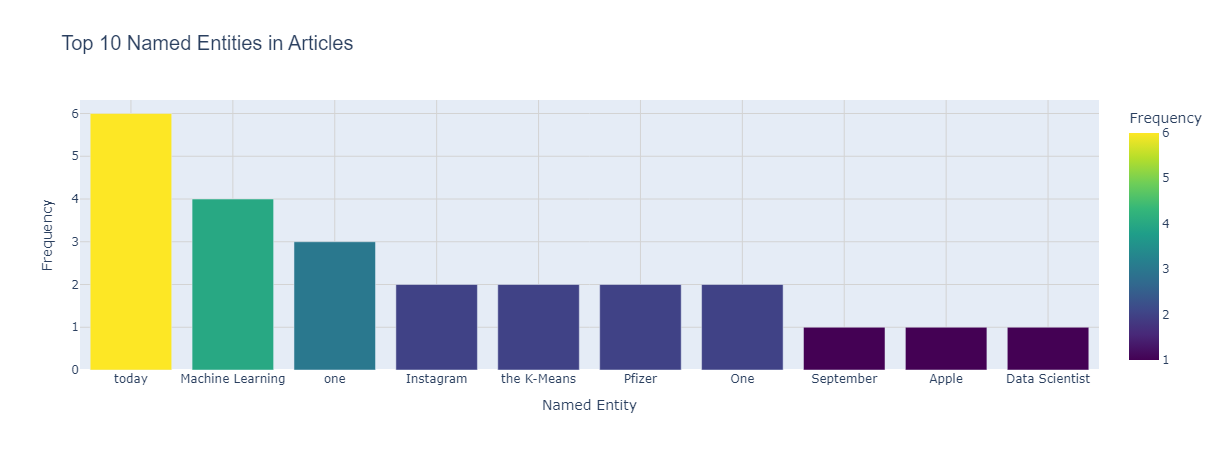 Top 10 Named Entities in Articles
Frequency
6
5
4
3
2
1
0
today Machine Learning one Instagram the K-Means Pfizer One September Apple Data Scientist
Named Entity
Frequency
6
5
4
3
2
1